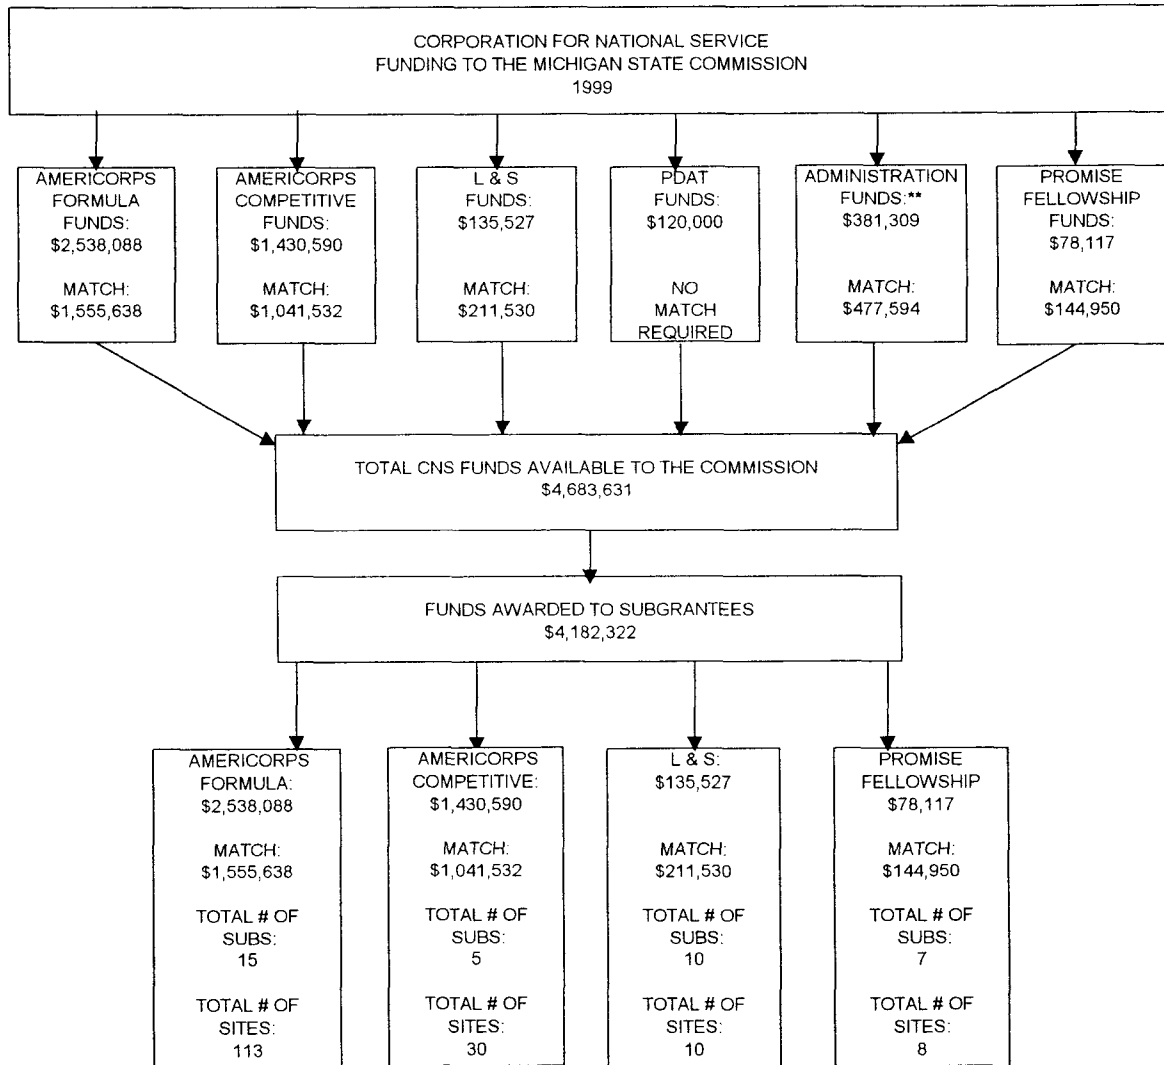 CORPORATION FOR NATIONAL SERVICE
FUNDING TO THE MICHIGAN STATE COMMISSION
1999
AMERICORPS
FORMULA
FUNDS:
$2,538,088
MATCH:
$1,555,638
AMERICORPS
COMPETITIVE
FUNDS:
$1,430,590
MATCH:
$1,041,532
L & S
FUNDS:
$135,527
MATCH:
$211,530
PDAT
FUNDS:
$120,000
NO
MATCH
REQUIRED
ADMINISTRATION
FUNDS:**
$381,309
MATCH:
$477,594
PROMISE
FELLOWSHIP
FUNDS:
$78,117
MATCH:
$144,950
TOTAL CNS FUNDS AVAILABLE TO THE COMMISSION
$4,683,631
FUNDS AWARDED TO SUBGRANTEES
$4,182,322
AMERICORPS
FORMULA:
$2,538,088
MATCH:
$1,555,638
TOTAL # OF
SUBS:
15
TOTAL # OF
SITES:
113
AMERICORPS
COMPETITIVE:
$1,430,590
MATCH:
$1,041,532
TOTAL # OF
SUBS:
5
TOTAL # OF
SITES:
30
L & S:
$135,527
MATCH:
$211,530
TOTAL # OF
SUBS:
10
TOTAL # OF
SITES:
10
PROMISE
FELLOWSHIP
$78,117
MATCH:
$144,950
TOTAL # OF
SUBS:
7
TOTAL # OF
SITES:
8